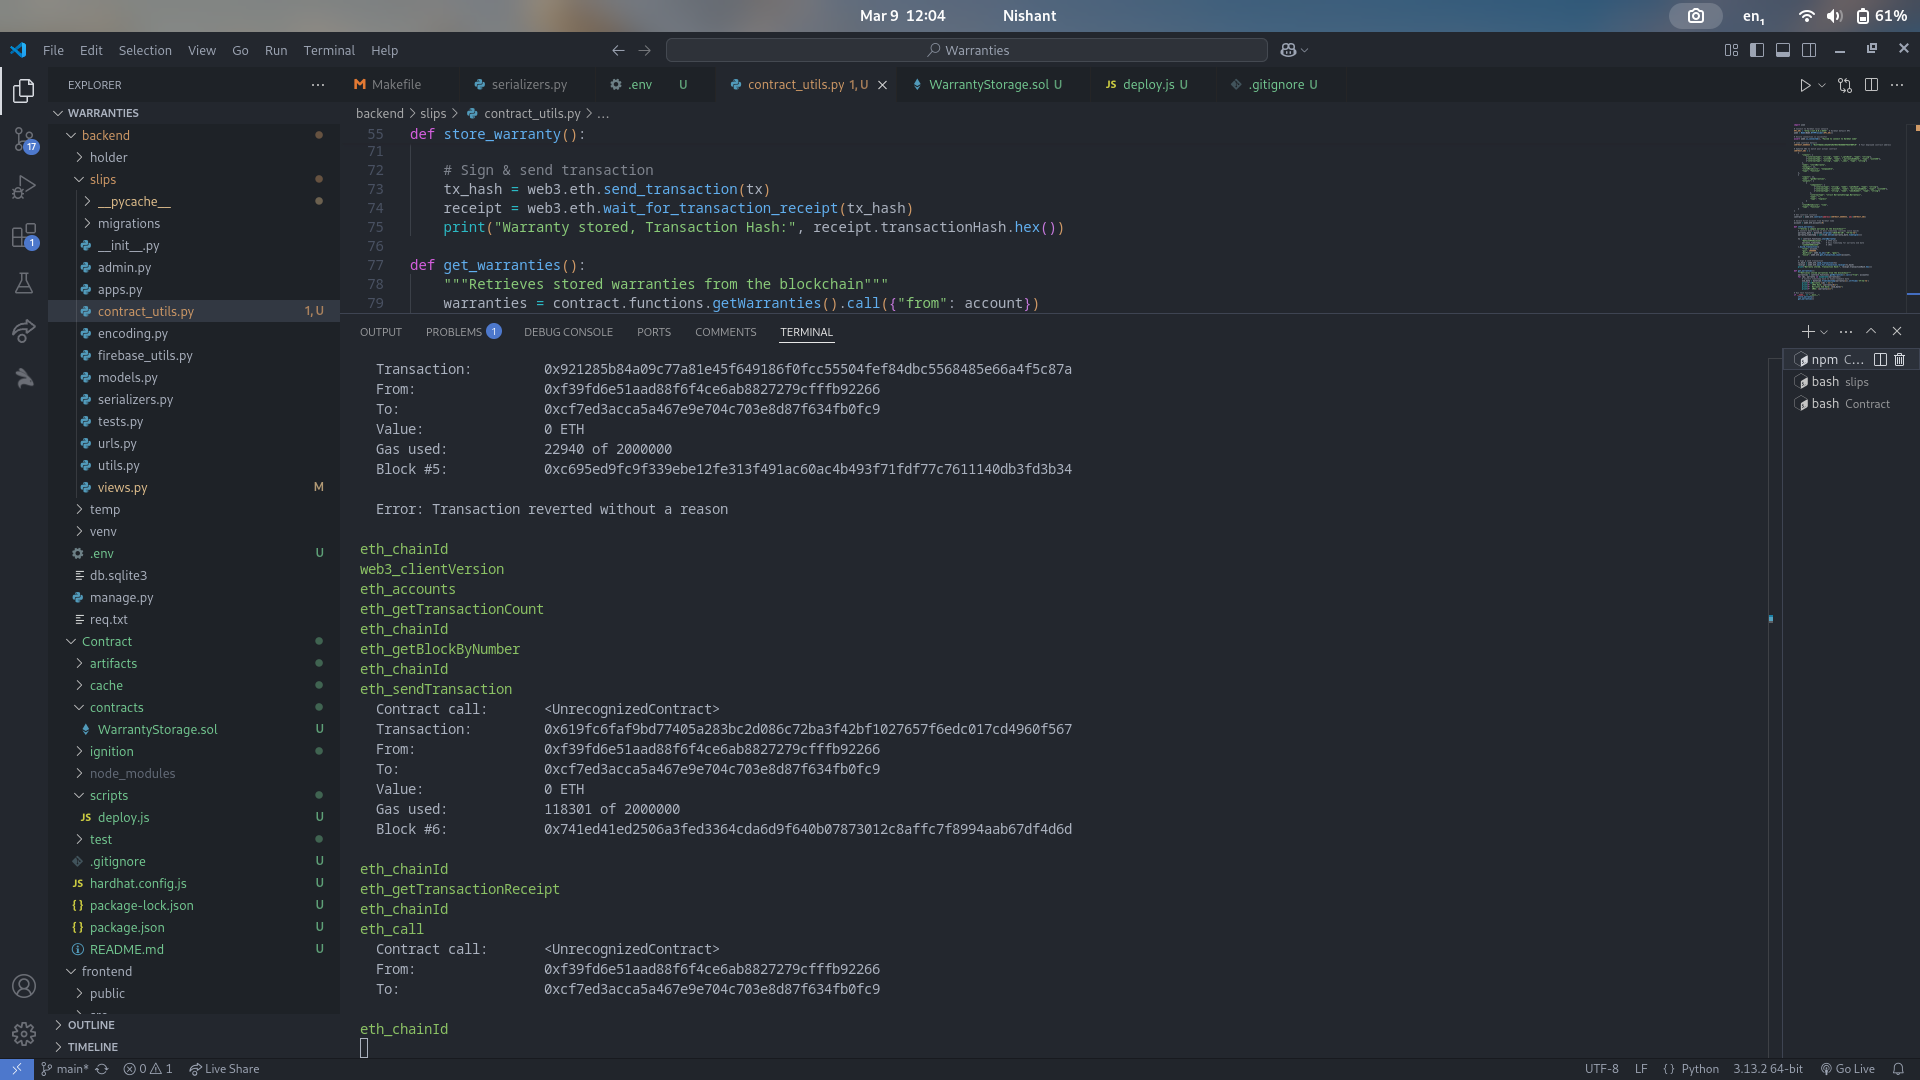 Mar 9 12:04
Nishant
en1
61%
File Edit Selection View Go Run Terminal Help
Warranties
EXPLORER
Makefile
serializers.py
.env U
contract_utils.py 1, U
WarrantyStorage.sol U
deploy.js U
.gitignore U
WARRANTIES
backend
holder
slips
__pycache__
migrations
__init__.py
admin.py
apps.py
contract_utils.py 1, U
encoding.py
firebase_utils.py
models.py
serializers.py
tests.py
urls.py
utils.py
views.py M
temp
venv
.env U
db.sqlite3
manage.py
req.txt
Contract
artifacts
cache
contracts
WarrantyStorage.sol U
ignition
node_modules
scripts
deploy.js U
test
.gitignore U
hardhat.config.js U
package-lock.json U
package.json U
README.md U
frontend
public
OUTLINE
TIMELINE
17
1
backend > slips > contract_utils.py > ...
55 def store_warranty():
71
72 # Sign & send transaction
73 tx_hash = web3.eth.send_transaction(tx)
74 receipt = web3.eth.wait_for_transaction_receipt(tx_hash)
75 print("Warranty stored, Transaction Hash:", receipt.transactionHash.hex())
76
77 def get_warranties():
78 """Retrieves stored warranties from the blockchain"""
79 warranties = contract.functions.getWarranties().call({"from": account})
OUTPUT PROBLEMS 1 DEBUG CONSOLE PORTS COMMENTS TERMINAL
npm C...
bash slips
bash Contract
Transaction: 0x921285b84a09c77a81e45f649186f0fcc55504fef84dbc5568485e66a4f5c87a
From: 0xf39fd6e51aad88f6f4ce6ab8827279cfffb92266
To: 0xcf7ed3acca5a467e9e704c703e8d87f634fb0fc9
Value: 0 ETH
Gas used: 22940 of 2000000
Block #5: 0xc695ed9fc9f339ebe12fe313f491ac60ac4b493f71fdf77c7611140db3fd3b34
Error: Transaction reverted without a reason
eth_chainId
web3_clientVersion
eth_accounts
eth_getTransactionCount
eth_chainId
eth_getBlockByNumber
eth_chainId
eth_sendTransaction
Contract call: <UnrecognizedContract>
Transaction: 0x619fc6faf9bd77405a283bc2d086c72ba3f42bf1027657f6edc017cd4960f567
From: 0xf39fd6e51aad88f6f4ce6ab8827279cfffb92266
To: 0xcf7ed3acca5a467e9e704c703e8d87f634fb0fc9
Value: 0 ETH
Gas used: 118301 of 2000000
Block #6: 0x741ed41ed2506a3fed3364cda6d9f640b07873012c8affc7f8994aab67df4d6d
eth_chainId
eth_getTransactionReceipt
eth_chainId
eth_call
Contract call: <UnrecognizedContract>
From: 0xf39fd6e51aad88f6f4ce6ab8827279cfffb92266
To: 0xcf7ed3acca5a467e9e704c703e8d87f634fb0fc9
eth_chainId
main* 0 1 Live Share
UTF-8 LF {} Python 3.13.2 64-bit Go Live